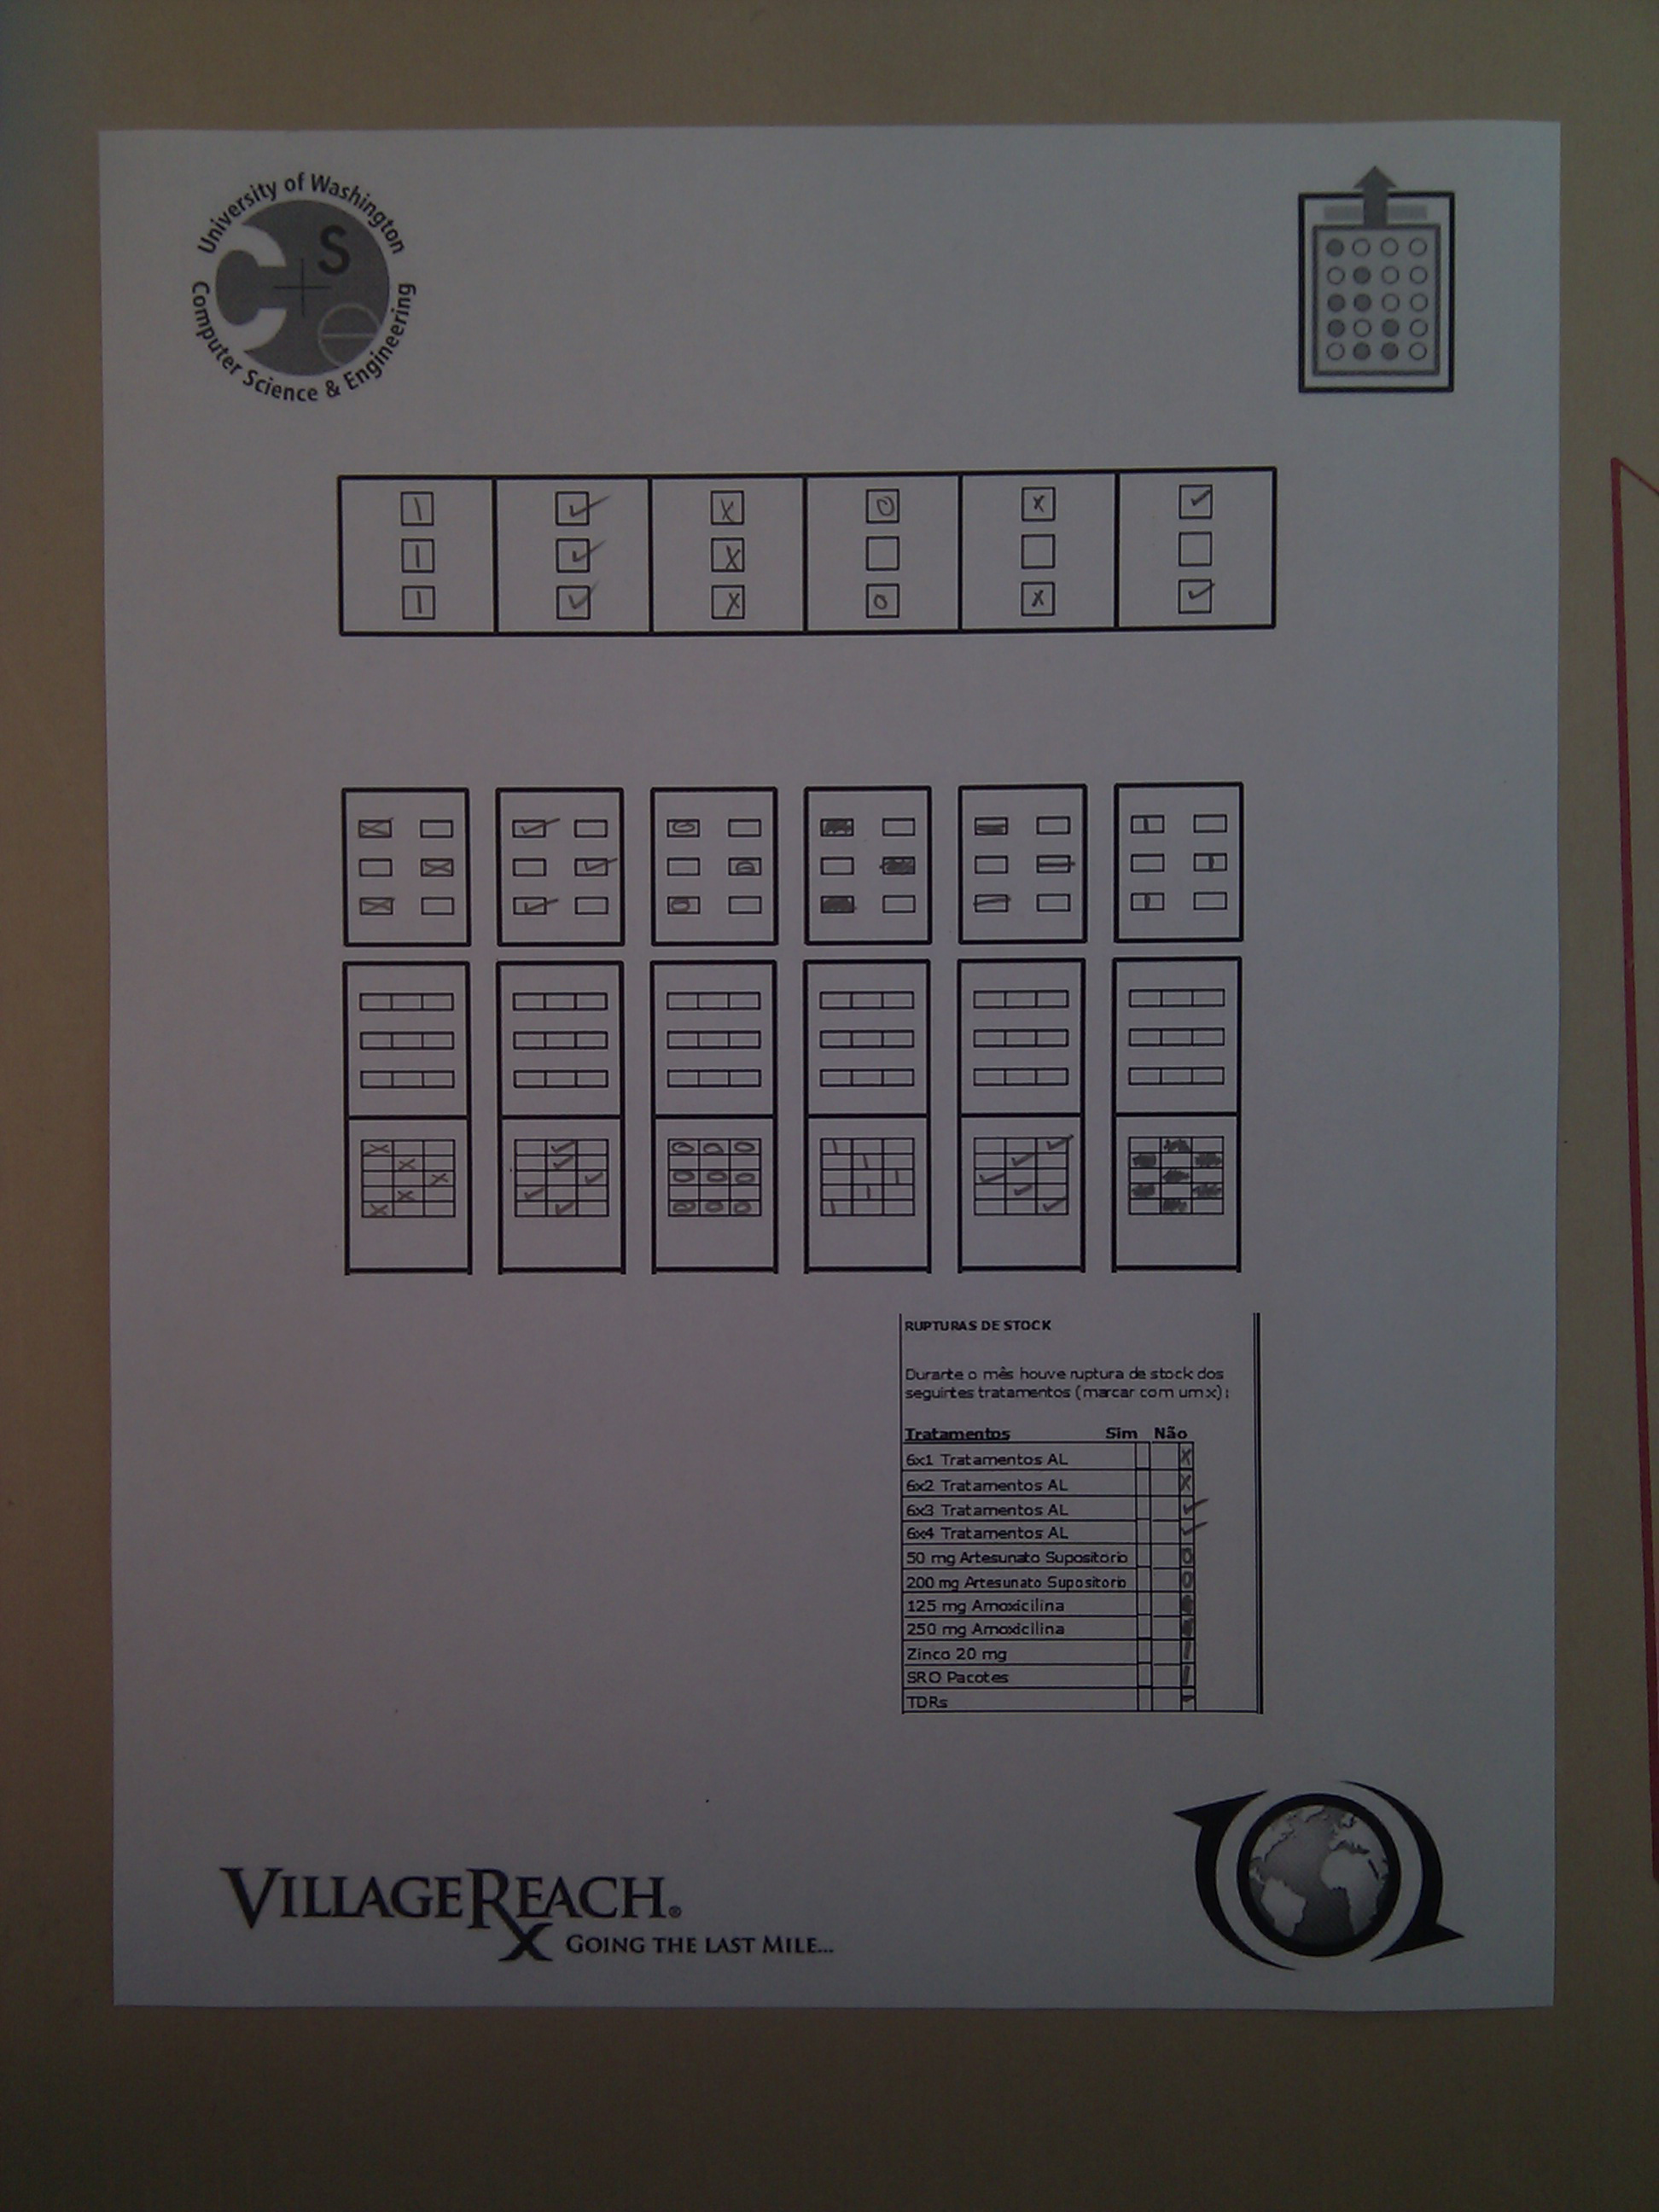 University of Washington
Computer Science & Engineering
C S e
RUPTURAS DE STOCK
Durante o mês houve ruptura de stock dos
seguintes tratamentos (marcar com um x):
Tratamentos Sim Não
6x1 Tratamentos AL X
6x2 Tratamentos AL X
6x3 Tratamentos AL ✓
6x4 Tratamentos AL ✓
50 mg Artesunato Supositorio O
200 mg Artesunato Supositorio O
125 mg Amoxicilina
250 mg Amoxicilina
Zinco 20 mg
SRO Pacotes
TDRs
VILLAGEREACH®
GOING THE LAST MILE...